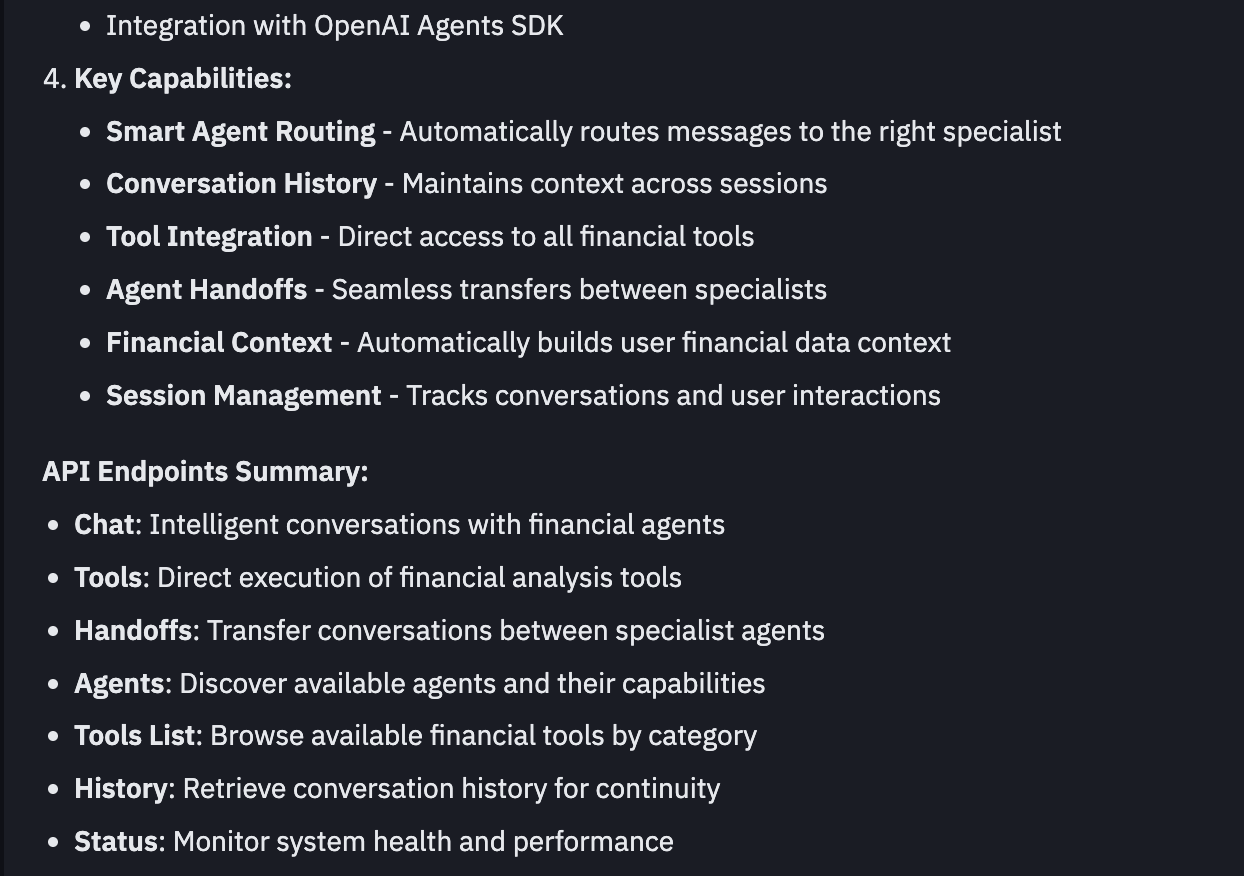 • Integration with OpenAI Agents SDK
4. Key Capabilities:
• Smart Agent Routing - Automatically routes messages to the right specialist
• Conversation History - Maintains context across sessions
• Tool Integration - Direct access to all financial tools
• Agent Handoffs - Seamless transfers between specialists
• Financial Context - Automatically builds user financial data context
• Session Management - Tracks conversations and user interactions
API Endpoints Summary:
• Chat: Intelligent conversations with financial agents
• Tools: Direct execution of financial analysis tools
• Handoffs: Transfer conversations between specialist agents
• Agents: Discover available agents and their capabilities
• Tools List: Browse available financial tools by category
• History: Retrieve conversation history for continuity
• Status: Monitor system health and performance